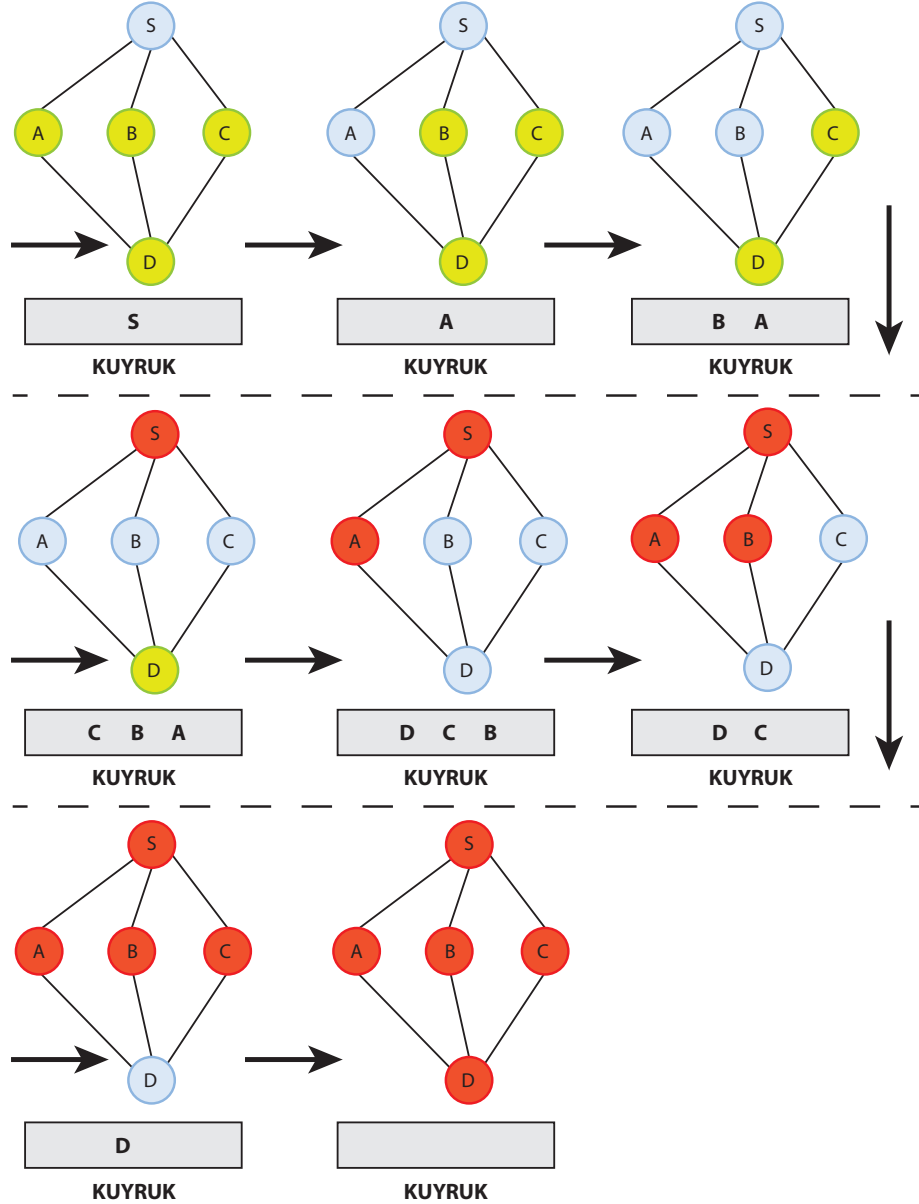 S S S
A B C A B C A B C
D D D
S A B A
KUYRUK KUYRUK KUYRUK
S S S
A B C A B C A B C
D D D
C B A D C B D C
KUYRUK KUYRUK KUYRUK
S S
A B C A B C
D D
D
KUYRUK KUYRUK